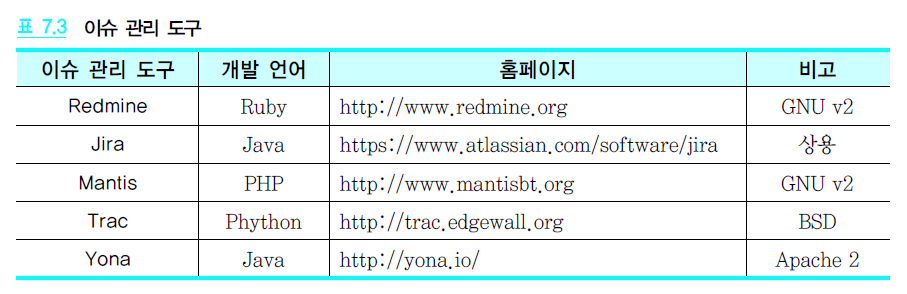 표 7.3 이슈 관리 도구
이슈 관리 도구 개발 언어 홈페이지 비고
Redmine Ruby http://www.redmine.org GNU v2
Jira Java https://www.atlassian.com/software/jira 상용
Mantis PHP http://www.mantisbt.org GNU v2
Trac Phython http://trac.edgewall.org BSD
Yona Java http://yona.io/ Apache 2